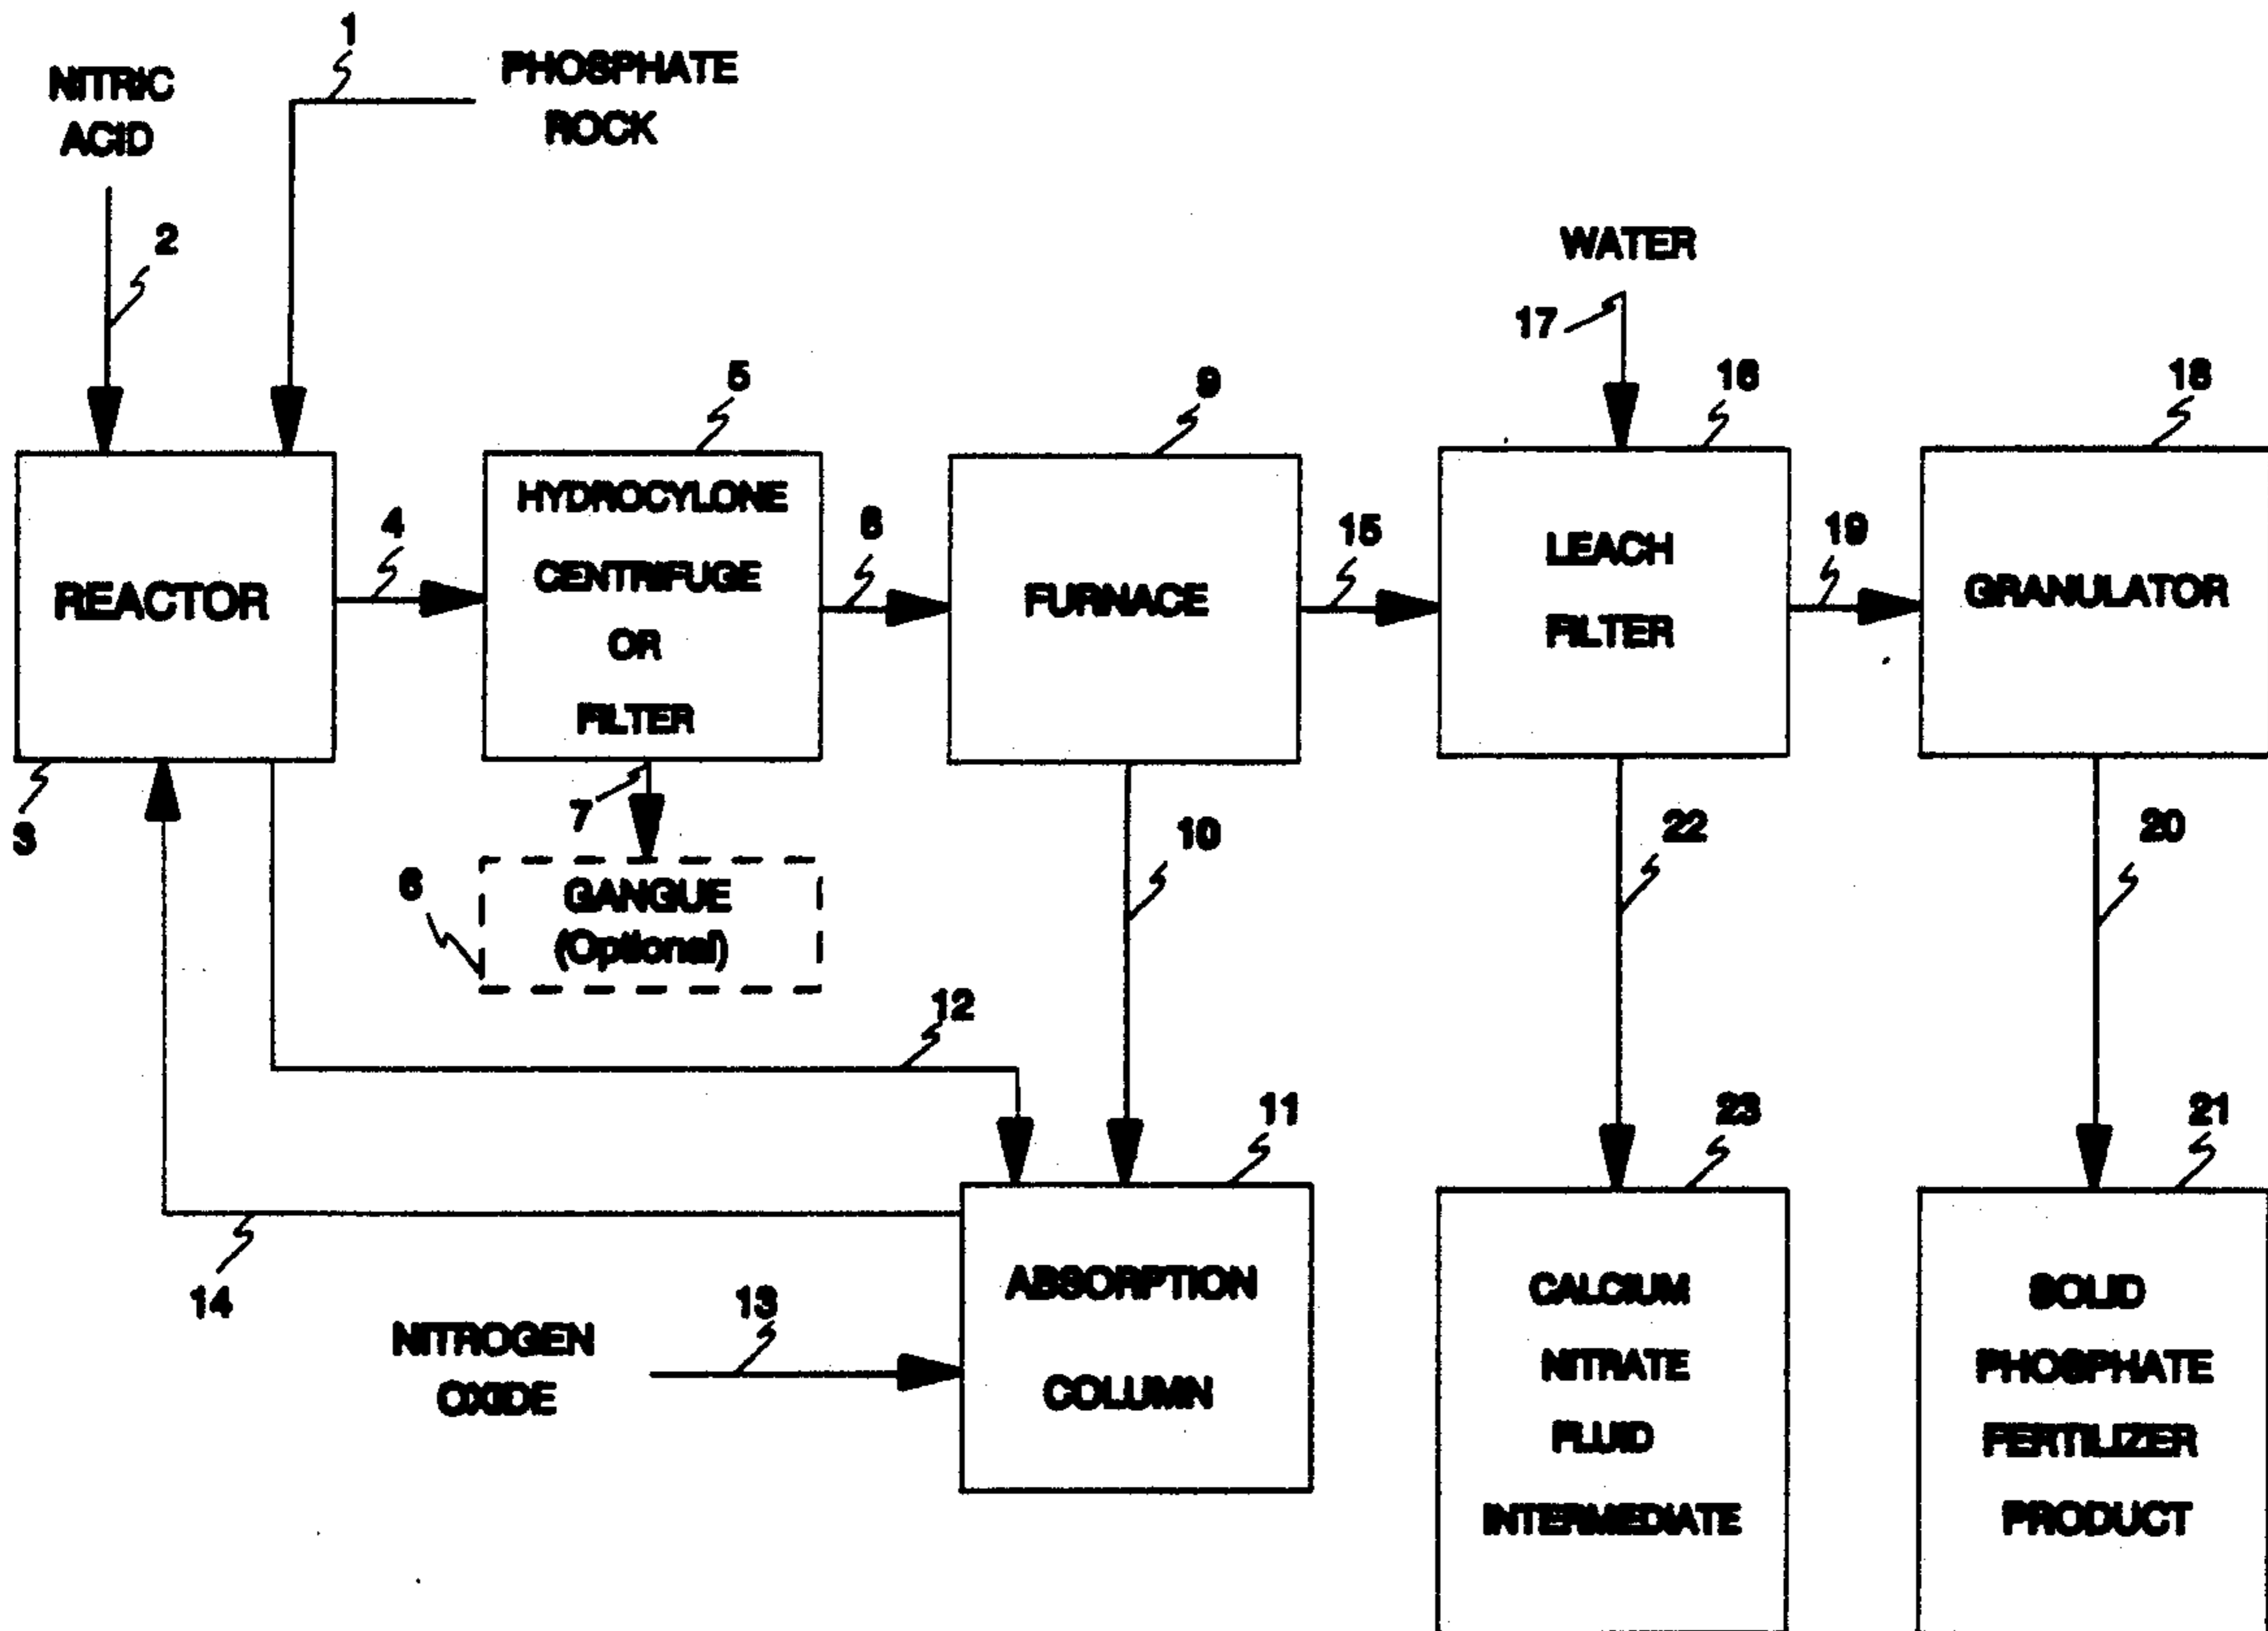 1
PHOSPHATE
ROCK
NITRIC
ACID
2
WATER
17
5
9
16
18
REACTOR
4
HYDROCYLONE
CENTRIFUGE
OR
FILTER
8
FURNACE
15
LEACH
FILTER
19
GRANULATOR
3
7
6
GANGUE
(Optional)
10
22
20
12
11
23
21
14
NITROGEN
OXIDE
13
ABSORPTION
COLUMN
CALCIUM
NITRATE
FLUID
INTERMEDIATE
SOLID
PHOSPHATE
FERTILIZER
PRODUCT